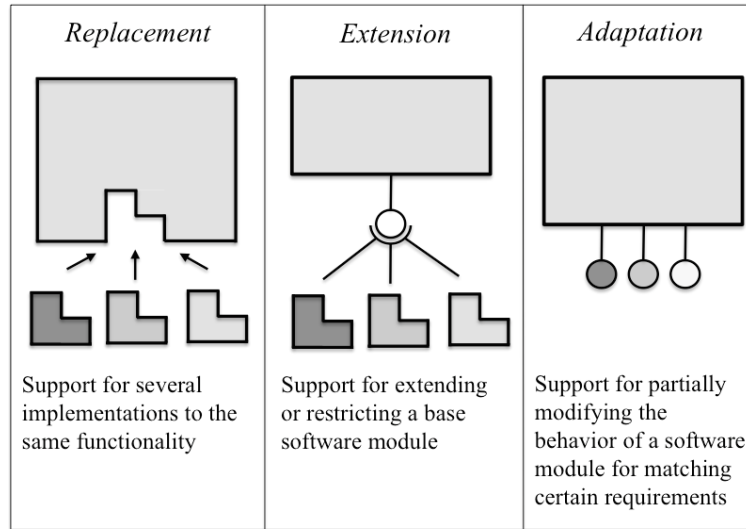 Replacement
Support for several
implementations to the
same functionality
Extension
Support for extending
or restricting a base
software module
Adaptation
Support for partially
modifying the
behavior of a software
module for matching
certain requirements